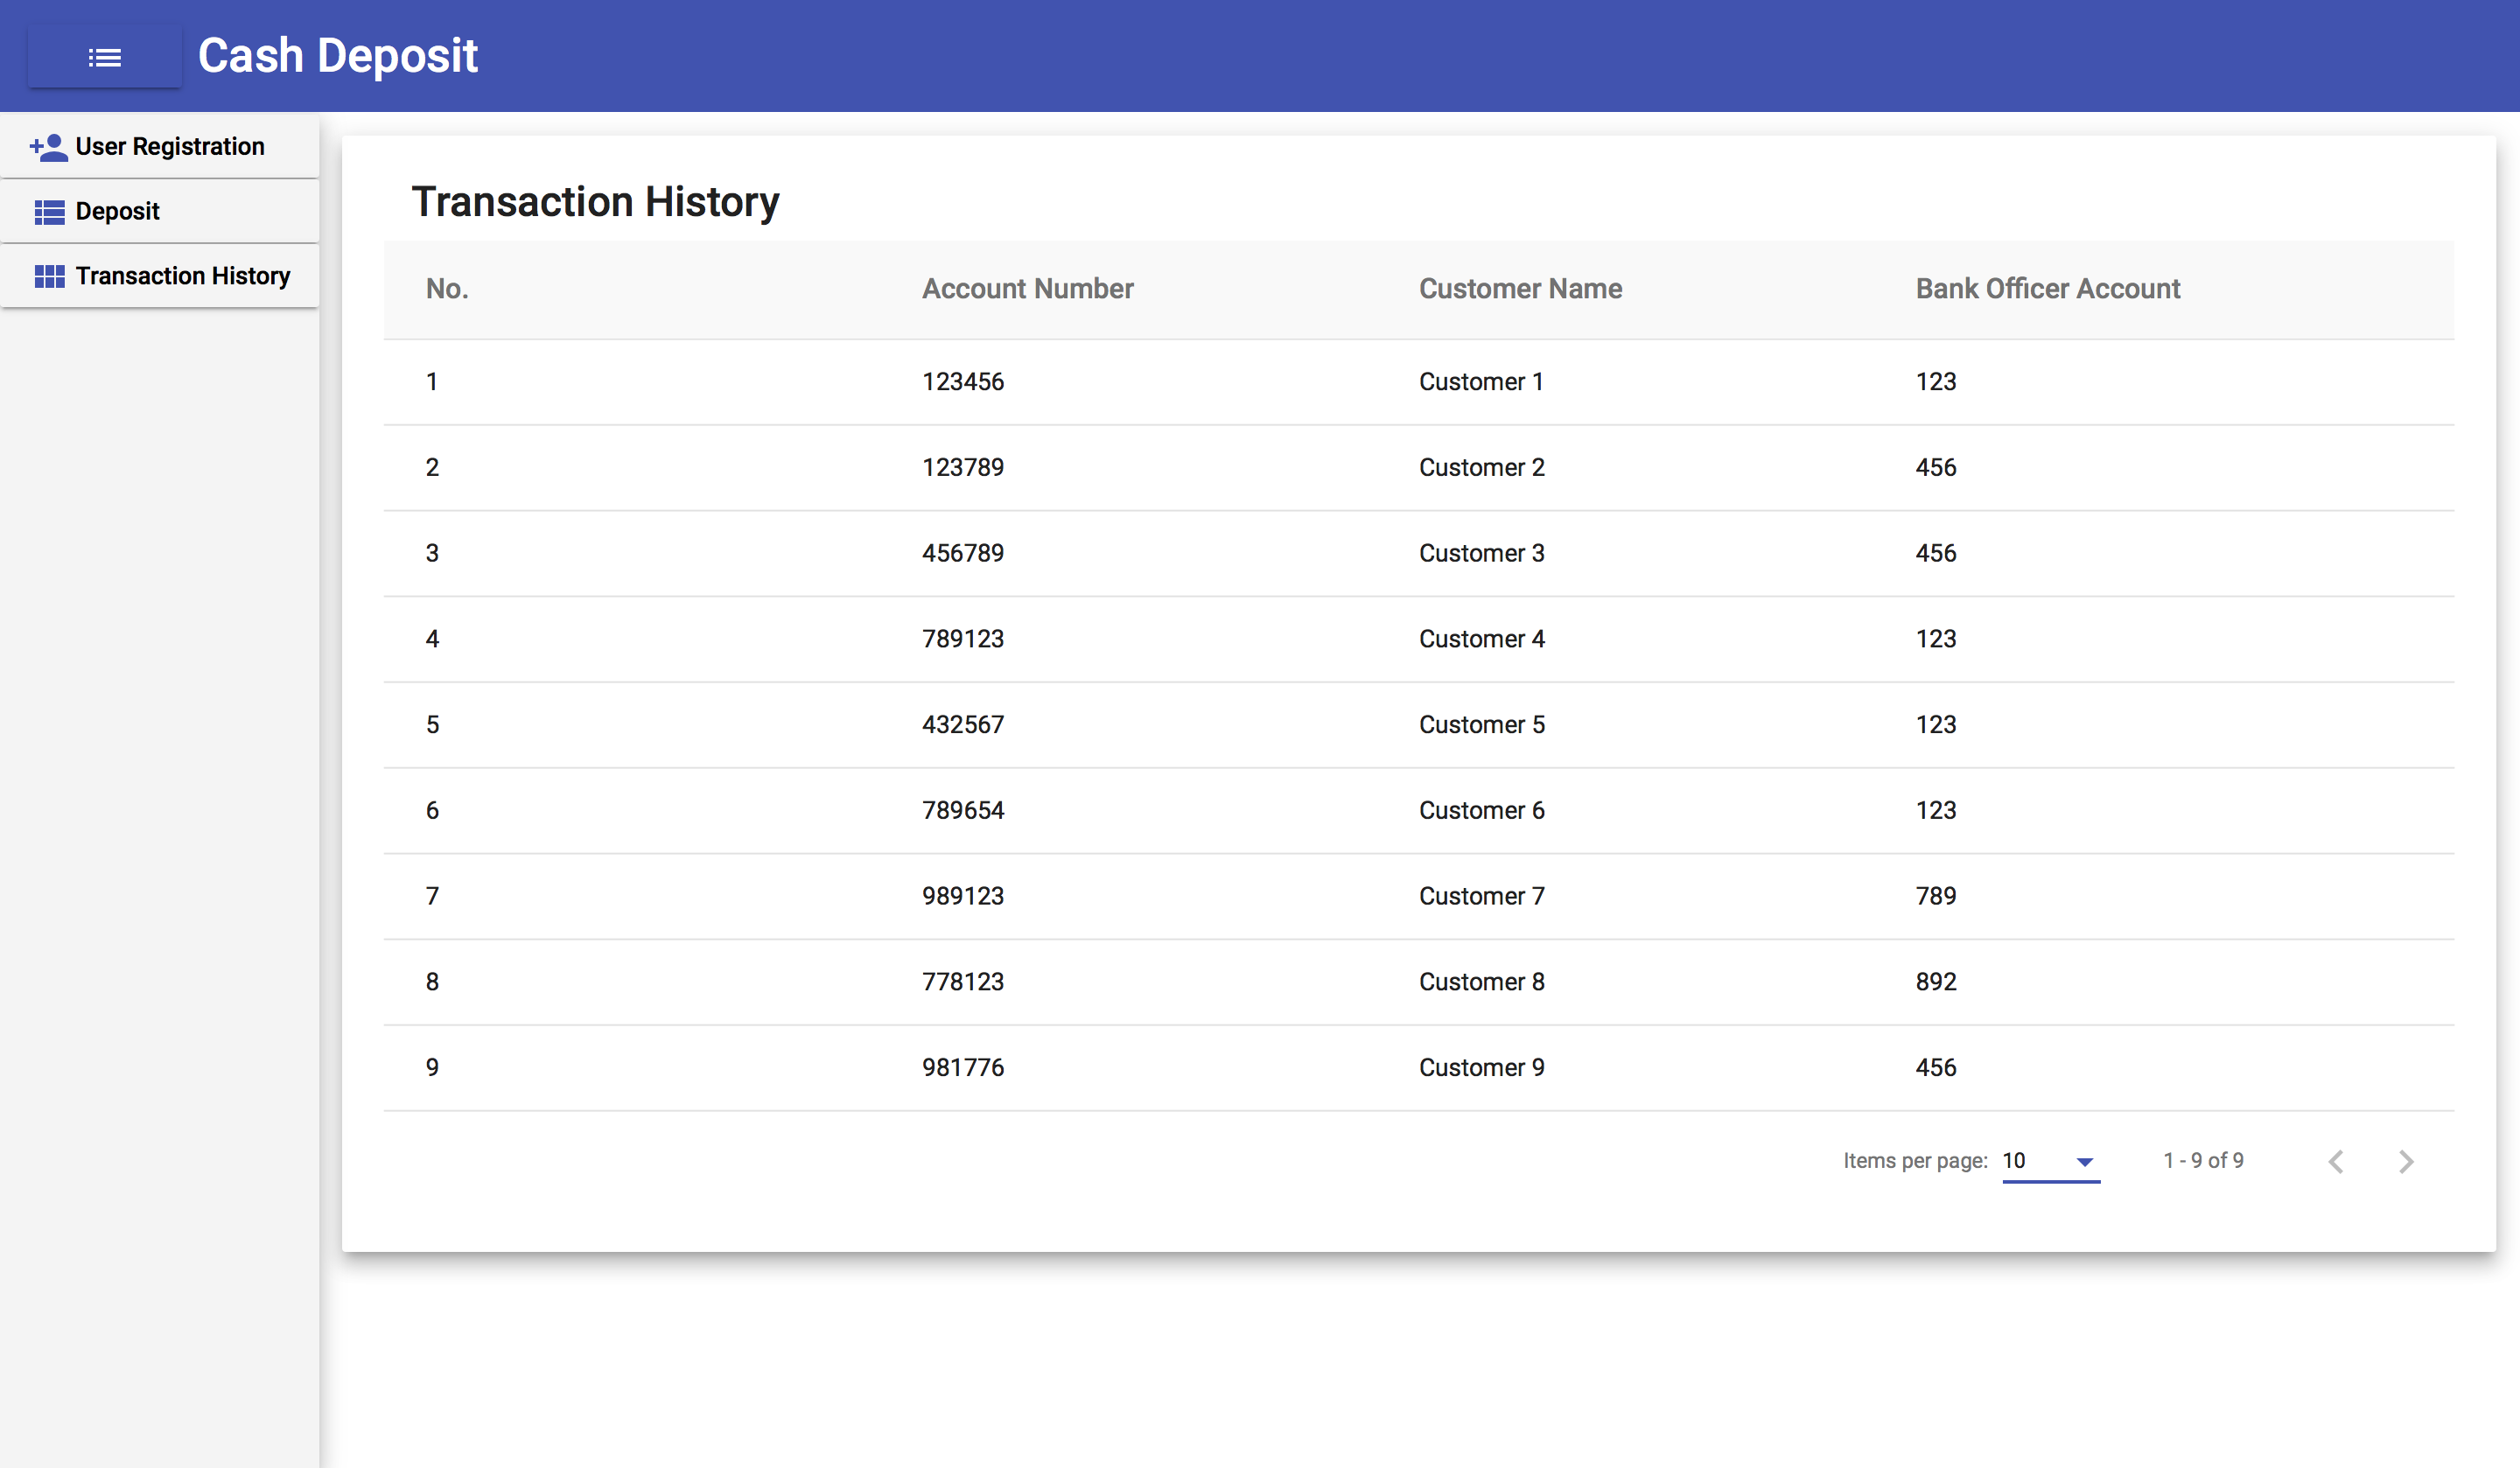 Cash Deposit
User Registration
Deposit
Transaction History
Transaction History
No. Account Number Customer Name Bank Officer Account
1 123456 Customer 1 123
2 123789 Customer 2 456
3 456789 Customer 3 456
4 789123 Customer 4 123
5 432567 Customer 5 123
6 789654 Customer 6 123
7 989123 Customer 7 789
8 778123 Customer 8 892
9 981776 Customer 9 456
Items per page: 10 1 - 9 of 9